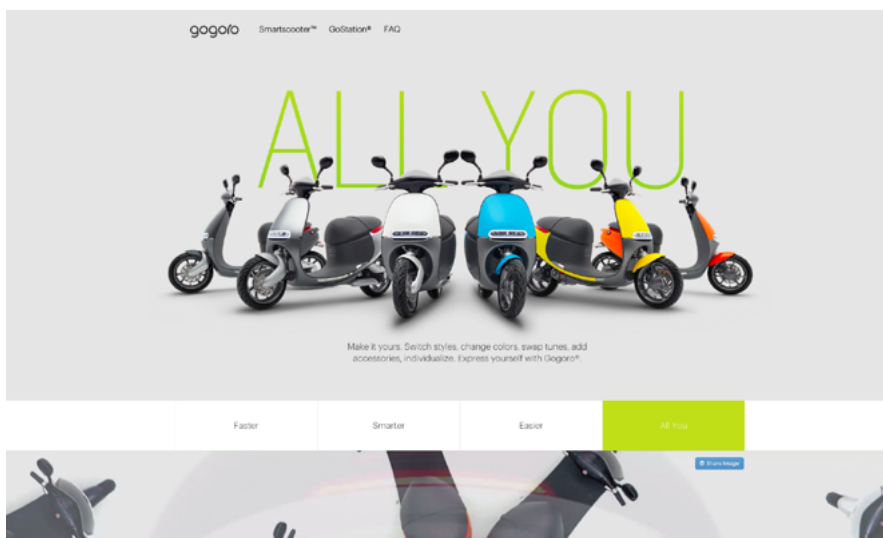 gogoro Smartscooter™ GoStation® FAQ
ALL YOU
Make it yours. Switch styles, change colors, swap tunes, add
accessories, individualize. Express yourself with Gogoro®.
Faster Smarter Easier All You
Share Image